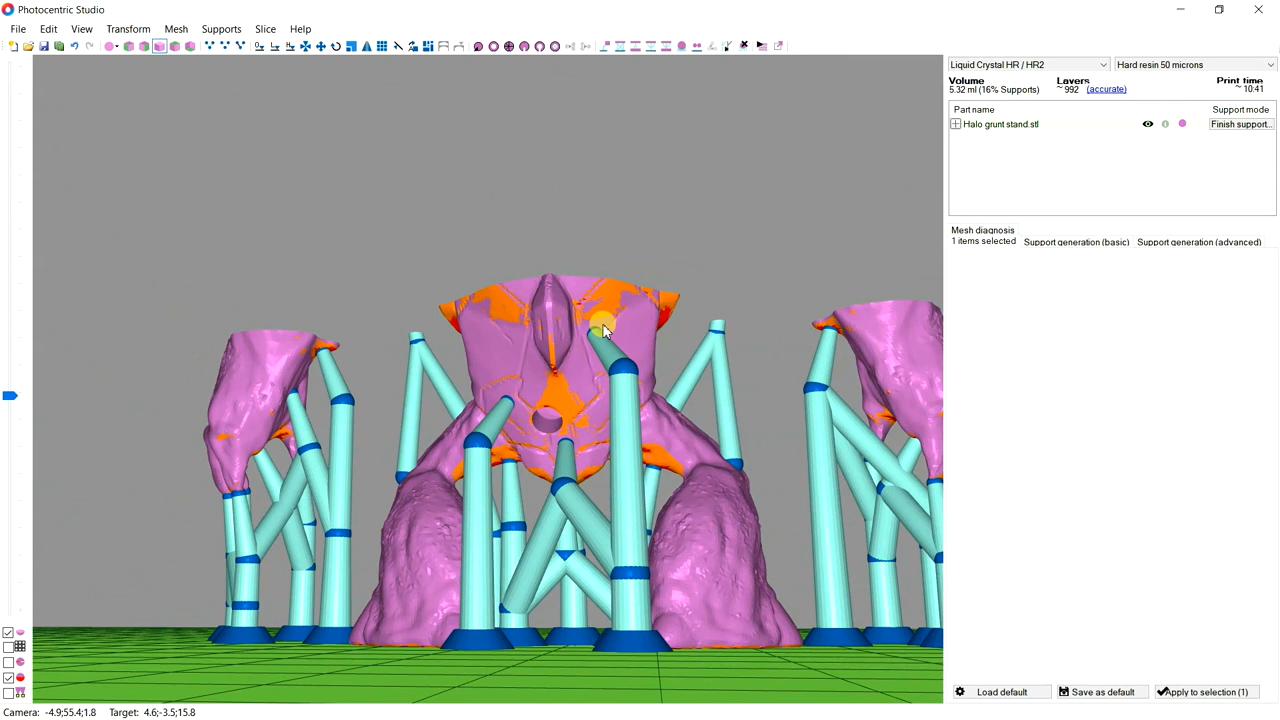 Photocentric Studio
File Edit View Transform Mesh Supports Slice Help
Liquid Crystal HR / HR2 Hard resin 50 microns
Volume Layers Print time
5.32 ml (16% Supports) ~ 992 (accurate) ~ 10:41
Part name Support mode
Halo grunt stand.stl Finish support...
Mesh diagnosis
1 items selected Support generation (basic) Support generation (advanced)
Load default Save as default Apply to selection (1)
Camera: -4.9;55.4;1.8 Target: 4.6;-3.5;15.8